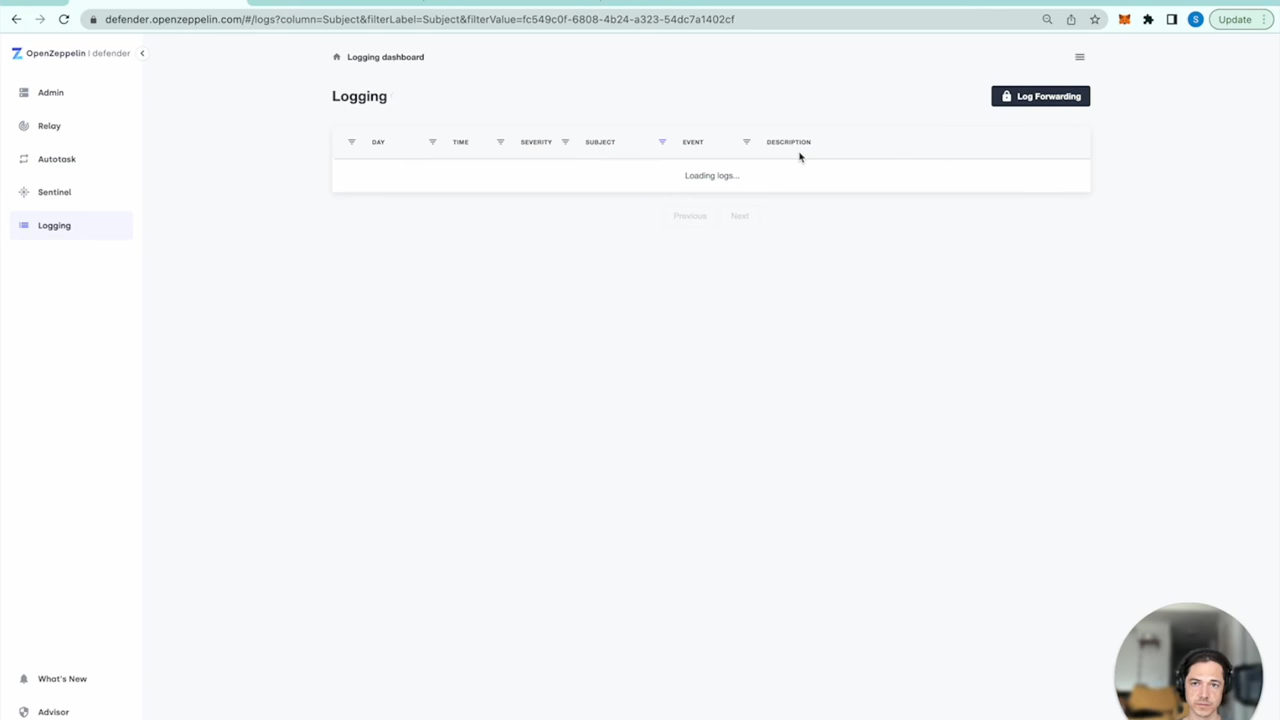 defender.openzeppelin.com/#/logs?column=Subject&filterLabel=Subject&filterValue=fc549c0f-6808-4b24-a323-54dc7a1402cf
S
Update
OpenZeppelin | defender
Logging dashboard
Admin
Logging
Log Forwarding
Relay
DAY TIME SEVERITY SUBJECT EVENT DESCRIPTION
Autotask
Loading logs...
Sentinel
Previous Next
Logging
What's New
Advisor